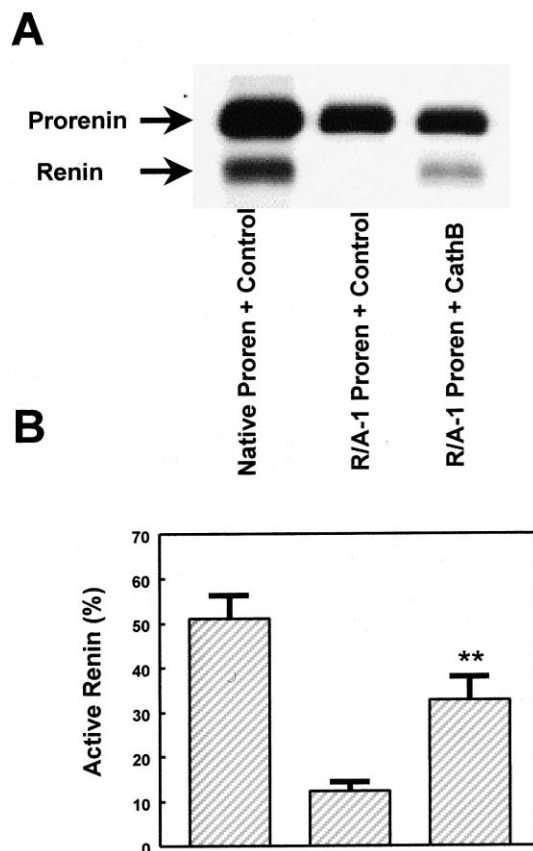 A
Prorenin
Renin
Native Proren + Control
R/A-1 Proren + Control
R/A-1 Proren + CathB
B
Active Renin (%)
70
60
50
40
30
20
10
0
**